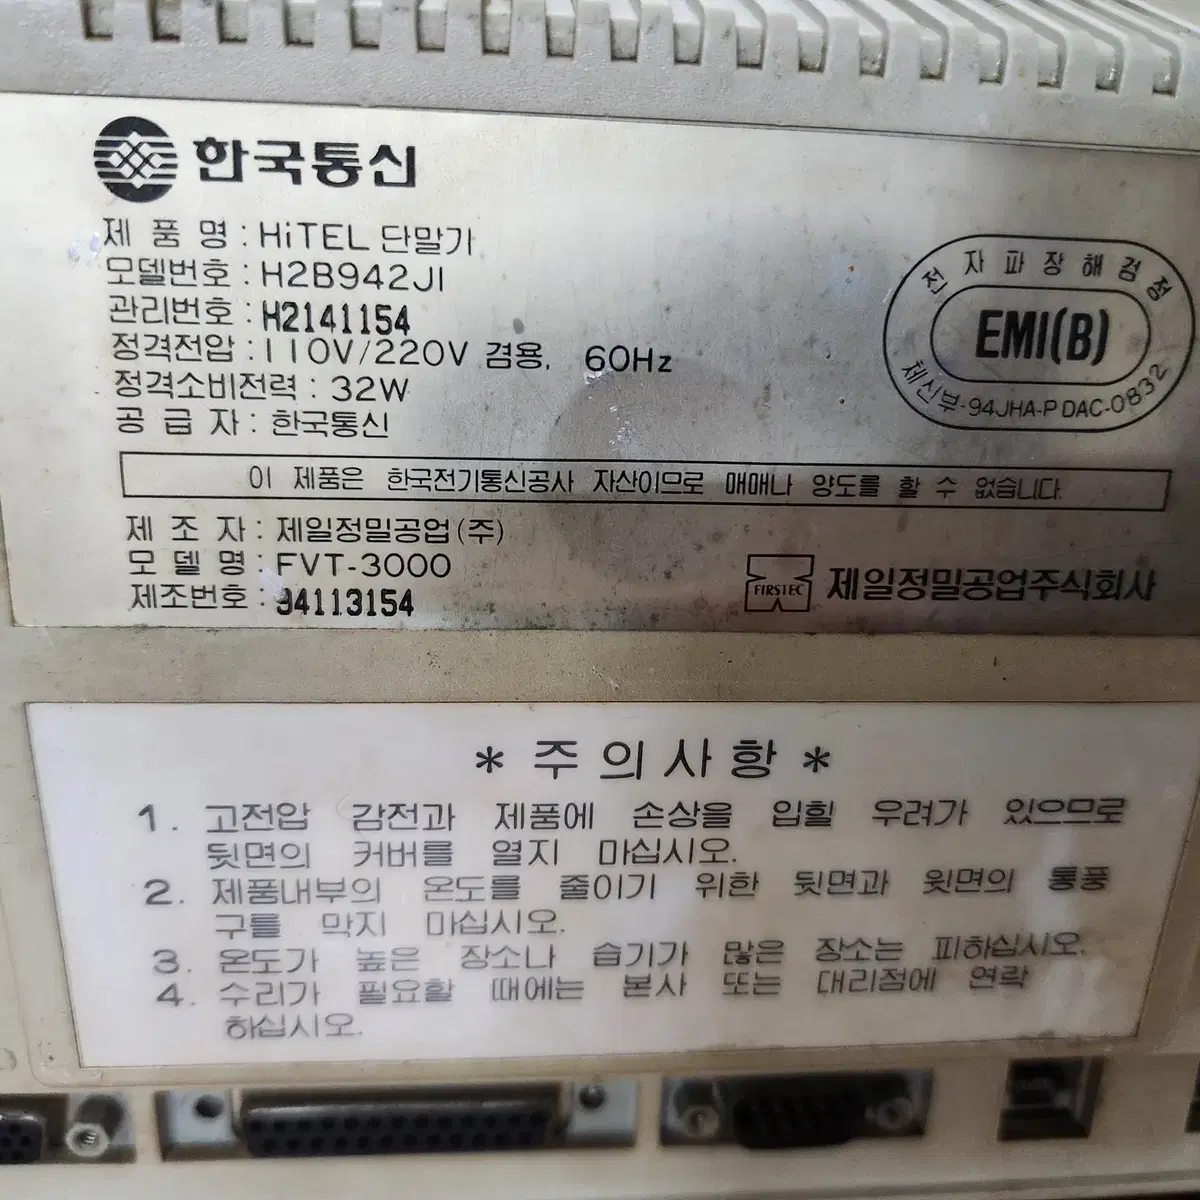 한국통신
제 품 명 : HiTEL 단말기
모델번호 : H2B942JI
관리번호 : H2141154
정격전압 : 110V/220V 겸용, 60Hz
정격소비전력 : 32W
공 급 자 : 한국통신
전자파장해검정
EMI(B)
체신부-94JHA-PDAC-0832
이 제품은 한국전기통신공사 자산이므로 매매나 양도를 할 수 없습니다.
제 조 자 : 제일정밀공업(주)
모 델 명 : FVT-3000
제조번호 : 94113154
FIRSTEC 제일정밀공업주식회사
* 주의사항 *
1. 고전압 감전과 제품에 손상을 입힐 우려가 있으므로
뒷면의 커버를 열지 마십시오.
2. 제품내부의 온도를 줄이기 위한 뒷면과 윗면의 통풍
구를 막지 마십시오.
3. 온도가 높은 장소나 습기가 많은 장소는 피하십시오.
4. 수리가 필요할 때에는 본사 또는 대리점에 연락
하십시오.